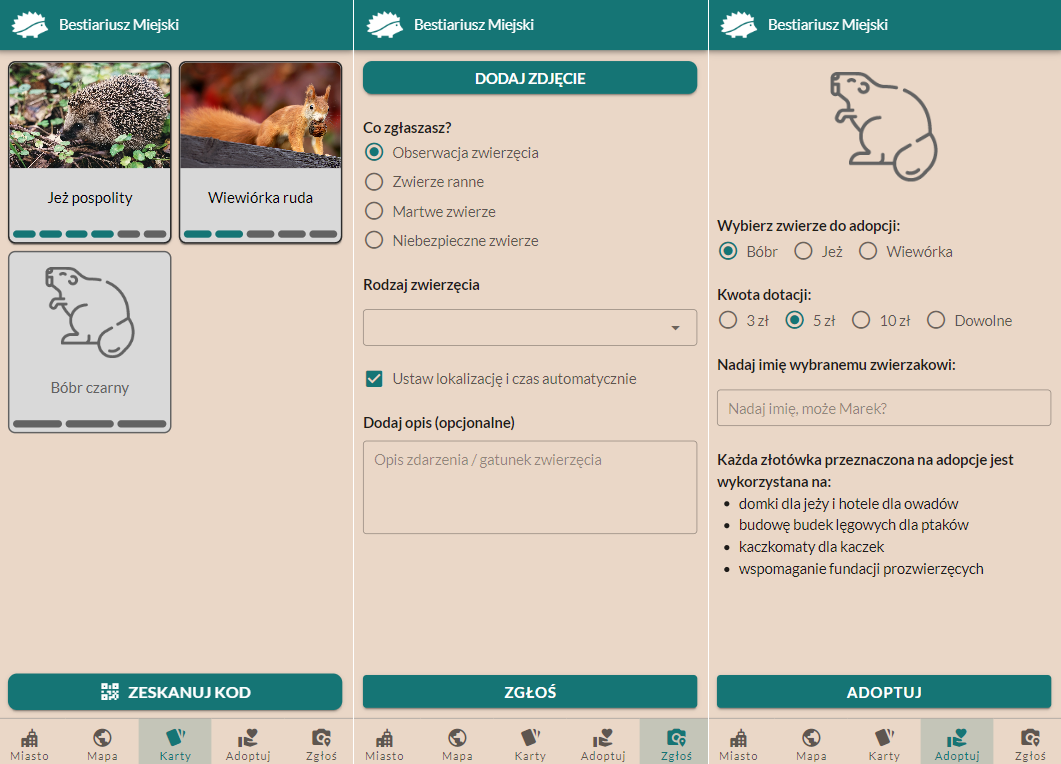 Bestiariusz Miejski
Jeż pospolity
Wiewiórka ruda
Bóbr czarny
ZESKANUJ KOD
Miasto
Mapa
Karty
Adoptuj
Zgłoś
Bestiariusz Miejski
DODAJ ZDJĘCIE
Co zgłaszasz?
Obserwacja zwierzęcia
Zwierze ranne
Martwe zwierze
Niebezpieczne zwierze
Rodzaj zwierzęcia
Ustaw lokalizację i czas automatycznie
Dodaj opis (opcjonalne)
Opis zdarzenia / gatunek zwierzęcia
ZGŁOŚ
Miasto
Mapa
Karty
Adoptuj
Zgłoś
Bestiariusz Miejski
Wybierz zwierze do adopcji:
Bóbr
Jeż
Wiewórka
Kwota dotacji:
3 zł
5 zł
10 zł
Dowolne
Nadaj imię wybranemu zwierzakowi:
Nadaj imię, może Marek?
Każda złotówka przeznaczona na adopcje jest
wykorzystana na:
• domki dla jeży i hotele dla owadów
• budowę budek lęgowych dla ptaków
• kaczkomaty dla kaczek
• wspomaganie fundacji prozwierzęcych
ADOPTUJ
Miasto
Mapa
Karty
Adoptuj
Zgłoś